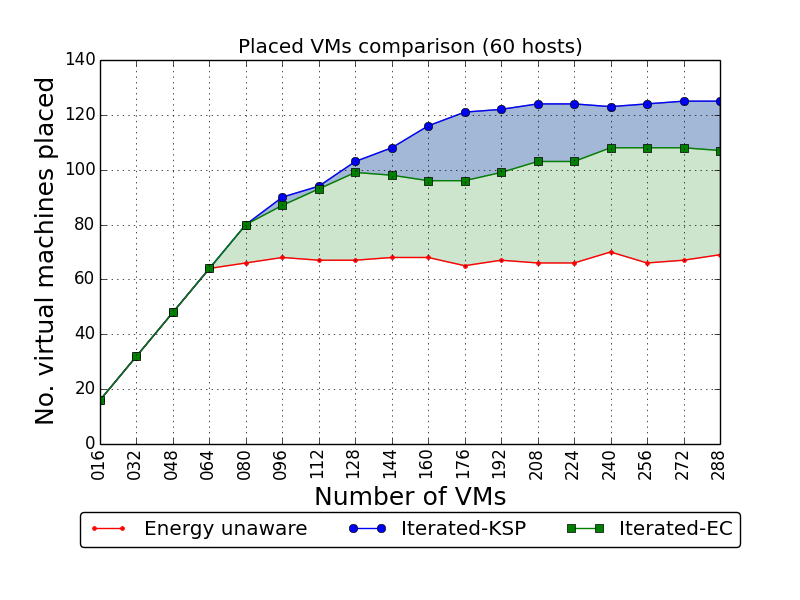 Placed VMs comparison (60 hosts)
140
120
100
80
60
40
20
0
No. virtual machines placed
016 032 048 064 080 096 112 128 144 160 176 192 208 224 240 256 272 288
Number of VMs
Energy unaware Iterated-KSP Iterated-EC